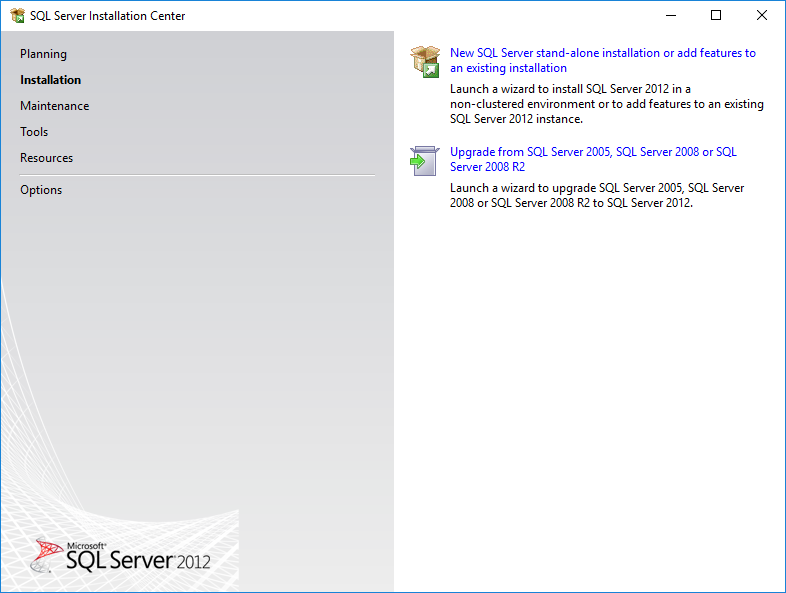 SQL Server Installation Center
Planning
Installation
Maintenance
Tools
Resources
Options
New SQL Server stand-alone installation or add features to
an existing installation
Launch a wizard to install SQL Server 2012 in a
non-clustered environment or to add features to an existing
SQL Server 2012 instance.
Upgrade from SQL Server 2005, SQL Server 2008 or SQL
Server 2008 R2
Launch a wizard to upgrade SQL Server 2005, SQL Server
2008 or SQL Server 2008 R2 to SQL Server 2012.
Microsoft®
SQL Server 2012